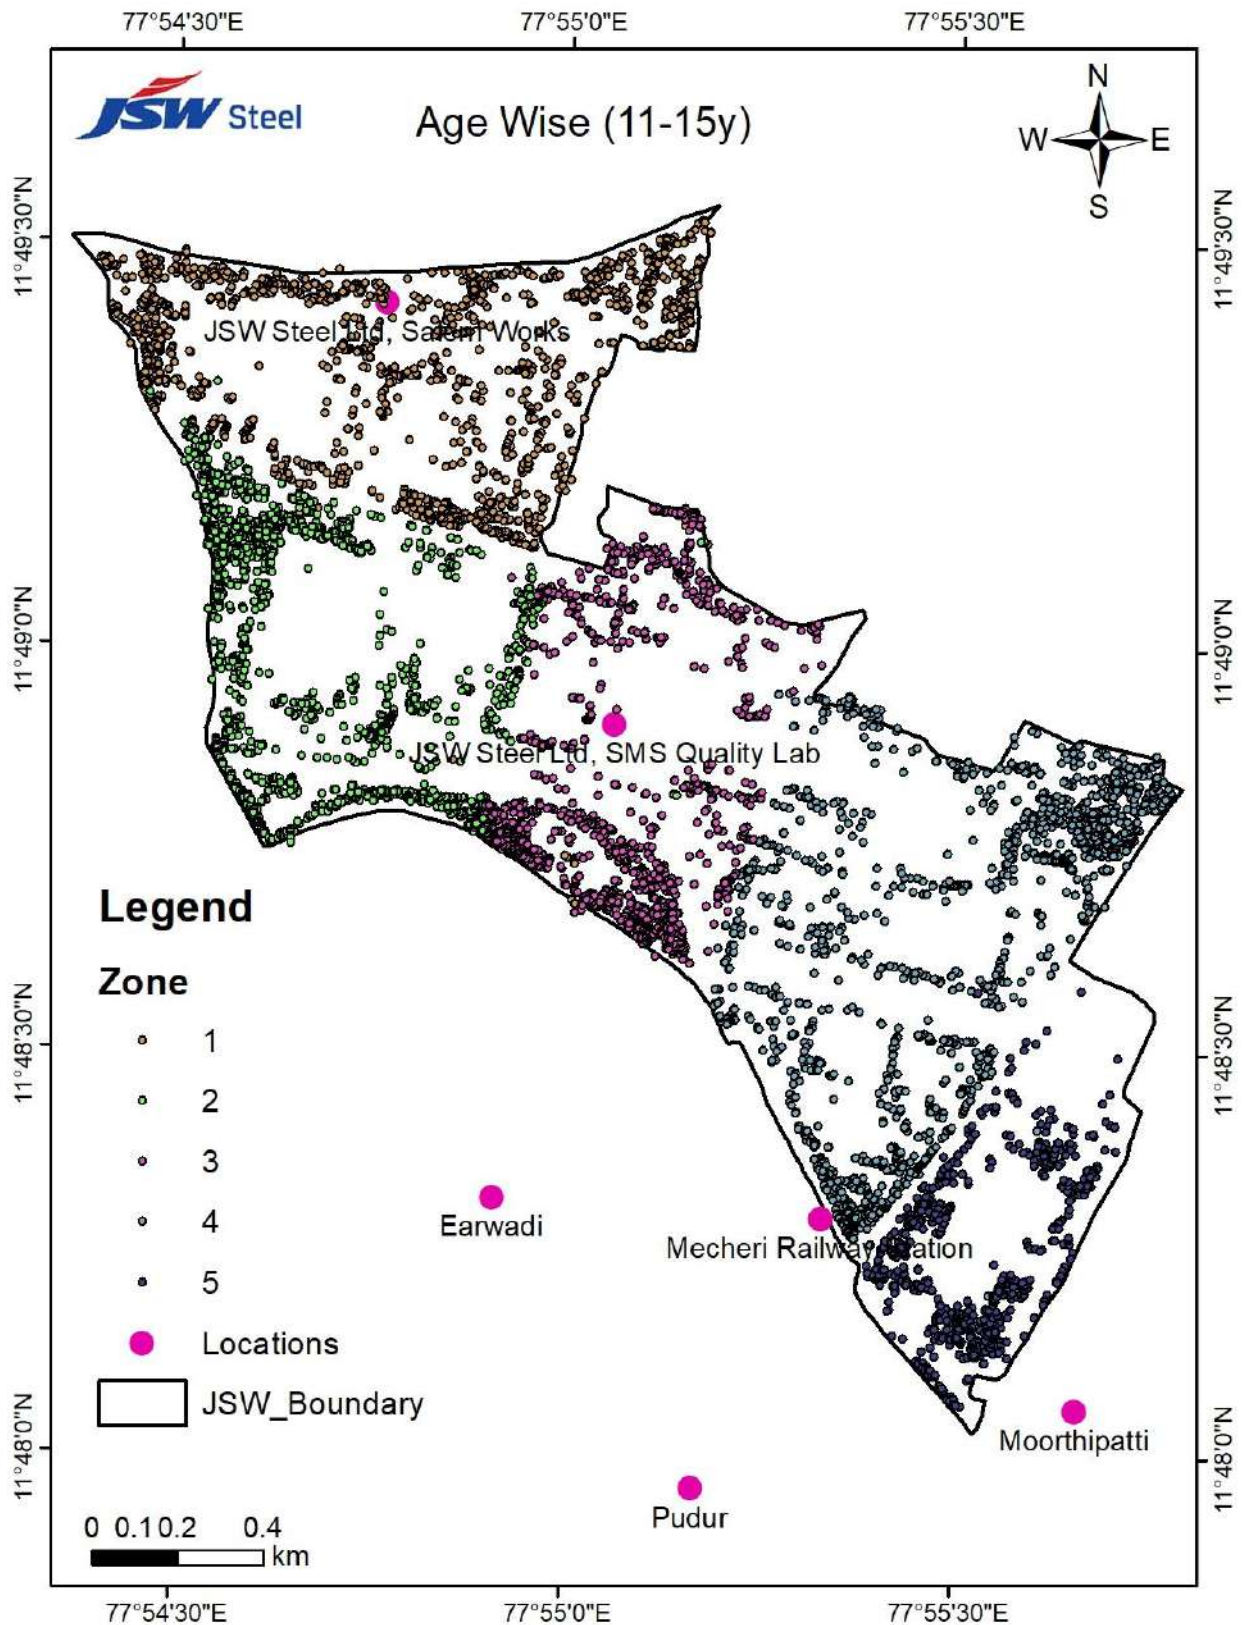 77°54'30"E 77°55'0"E 77°55'30"E
JSW Steel
Age Wise (11-15y)
N
W E
S
11°49'30"N 11°49'30"N
JSW Steel Ltd, Salem Works
11°49'0"N 11°49'0"N
JSW Steel Ltd, SMS Quality Lab
Legend
Zone
1
2
3
4
5
Locations
JSW_Boundary
11°48'30"N 11°48'30"N
Earwadi
Mecheri Railway Station
Moorthipatti
Pudur
11°48'0"N 11°48'0"N
0 0.1 0.2 0.4
km
77°54'30"E 77°55'0"E 77°55'30"E